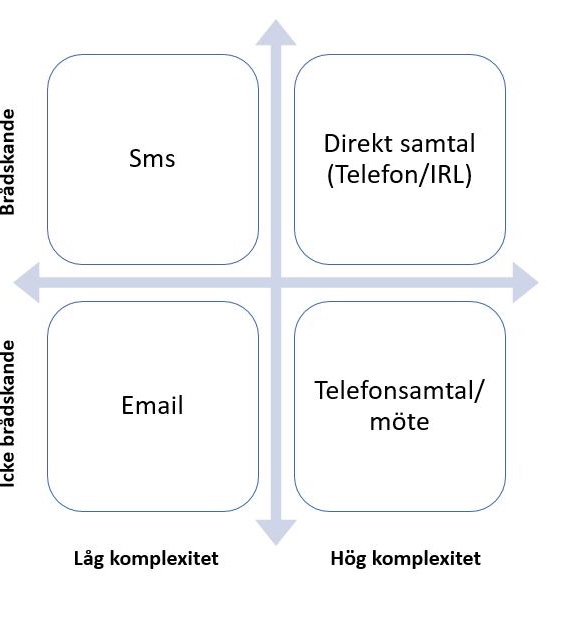 Brådskande
Sms
Direkt samtal
(Telefon/IRL)
Icke brådskande
Email
Telefonsamtal/
möte
Låg komplexitet
Hög komplexitet